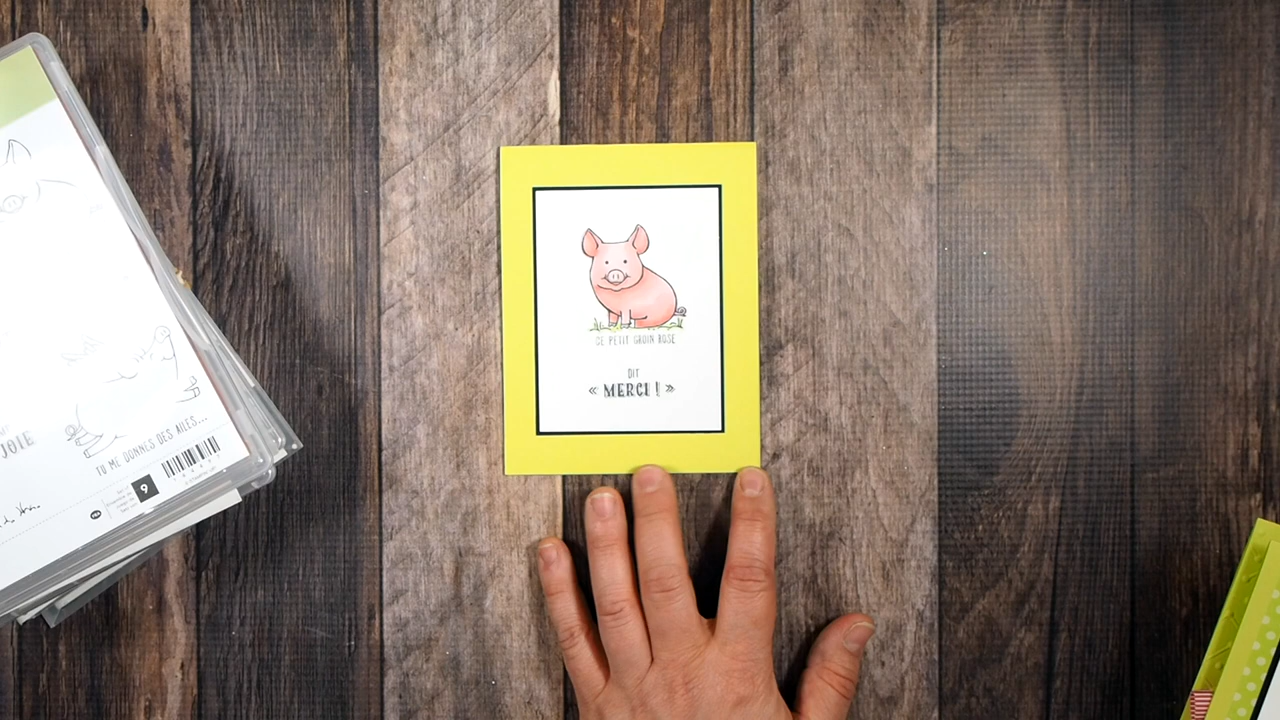 CE PETIT GROIN ROSE
DIT
« MERCI ! »
JOIE
TU ME DONNES DES AILES...
9